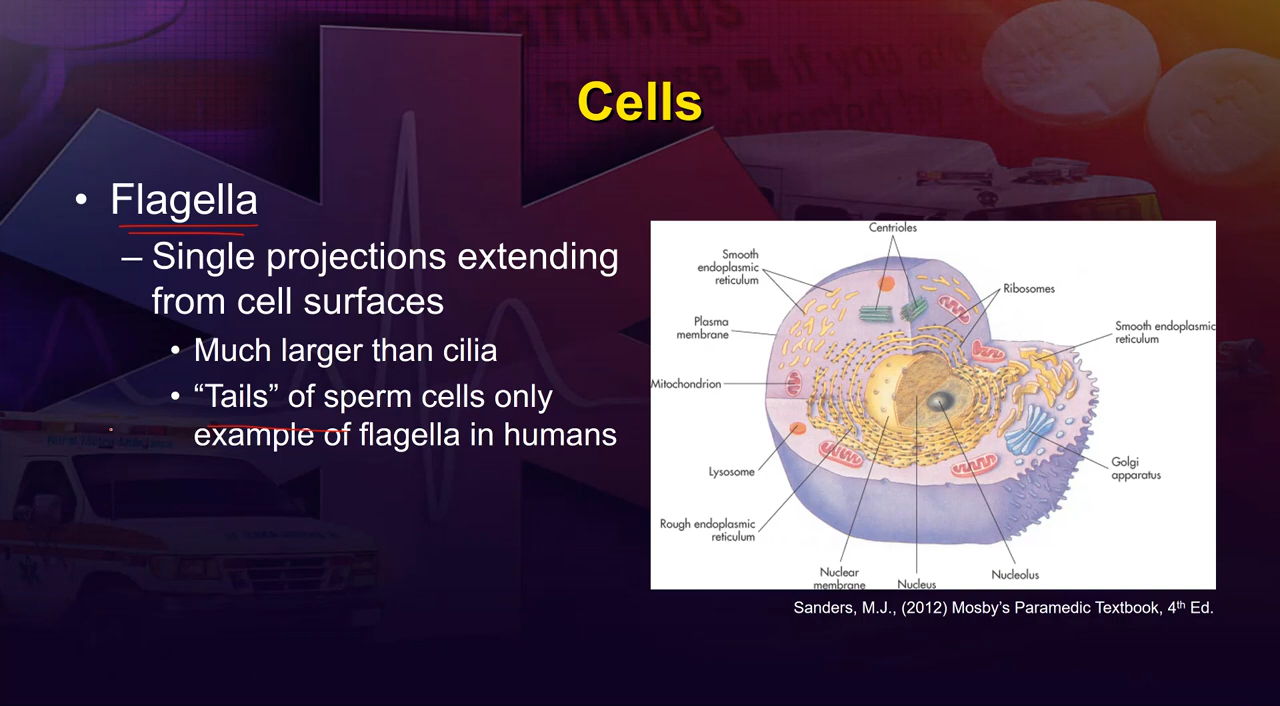 Cells
• Flagella
– Single projections extending
from cell surfaces
• Much larger than cilia
• “Tails” of sperm cells only
example of flagella in humans
Centrioles
Smooth
endoplasmic
reticulum
Ribosomes
Plasma
membrane
Smooth endoplasmic
reticulum
Mitochondrion
Lysosome
Golgi
apparatus
Rough endoplasmic
reticulum
Nuclear
membrane
Nucleus
Nucleolus
Sanders, M.J., (2012) Mosby’s Paramedic Textbook, 4th Ed.